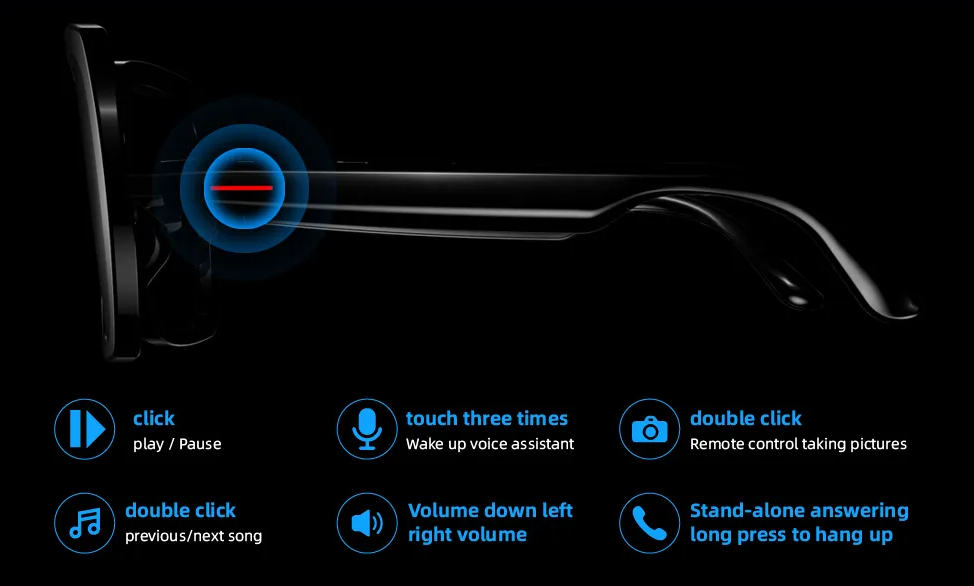 click
play / Pause
touch three times
Wake up voice assistant
double click
Remote control taking pictures
double click
previous/next song
Volume down left
right volume
Stand-alone answering
long press to hang up